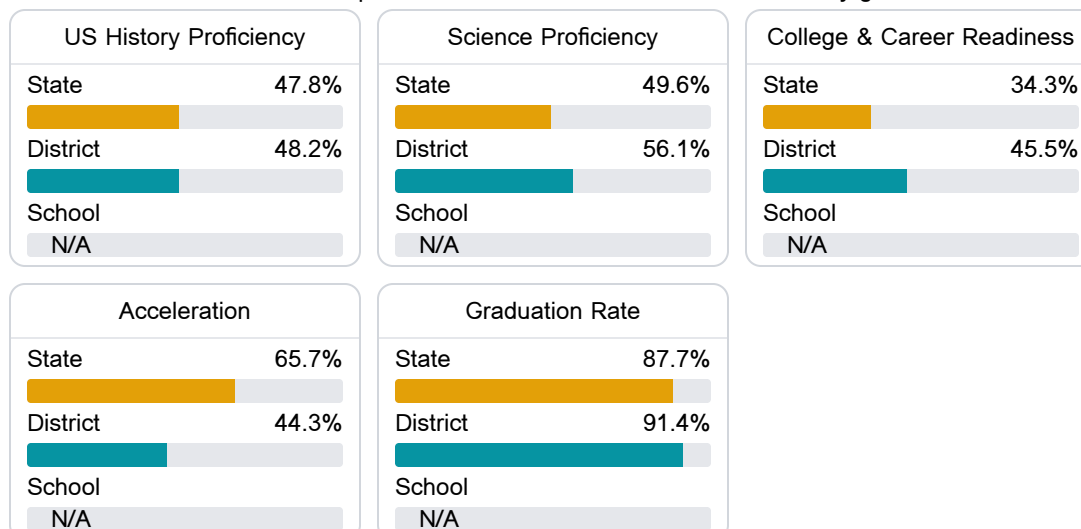 US History Proficiency
State 47.8%
District 48.2%
School
N/A
Science Proficiency
State 49.6%
District 56.1%
School
N/A
College & Career Readiness
State 34.3%
District 45.5%
School
N/A
Acceleration
State 65.7%
District 44.3%
School
N/A
Graduation Rate
State 87.7%
District 91.4%
School
N/A